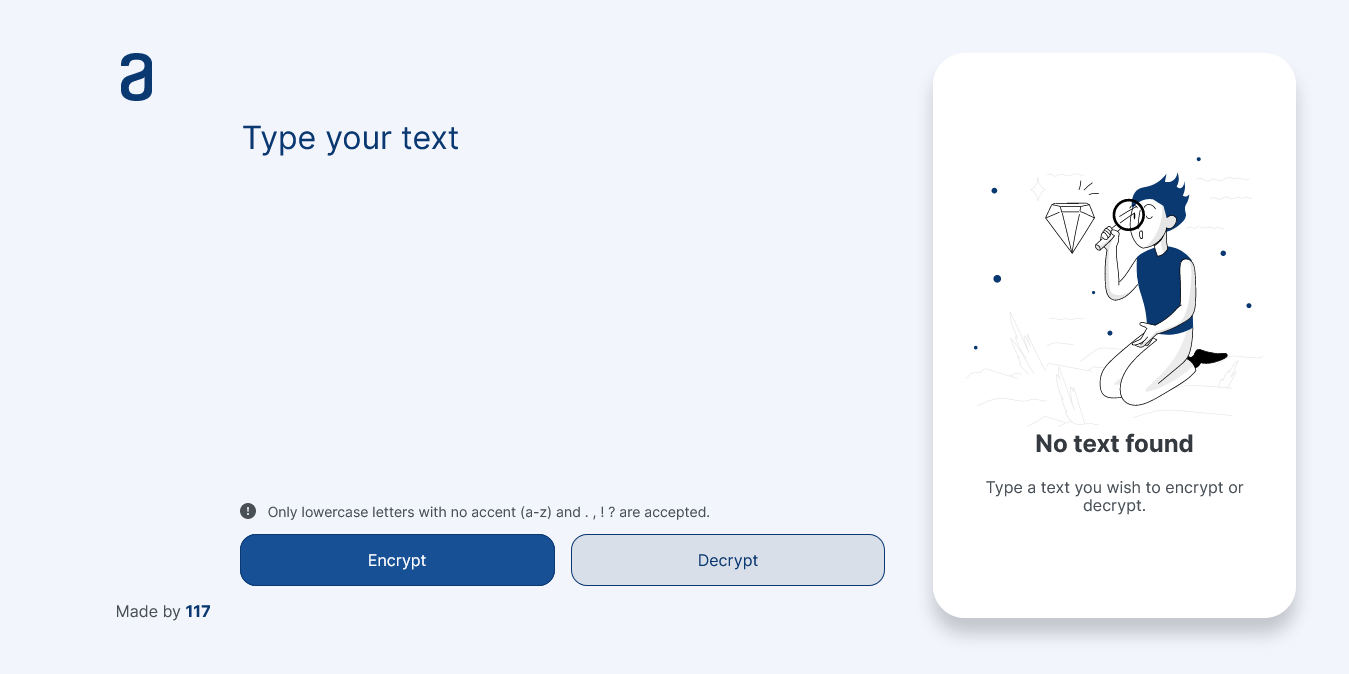 a
Type your text
Only lowercase letters with no accent (a-z) and . , ! ? are accepted.
Encrypt
Decrypt
Made by 117
No text found
Type a text you wish to encrypt or
decrypt.